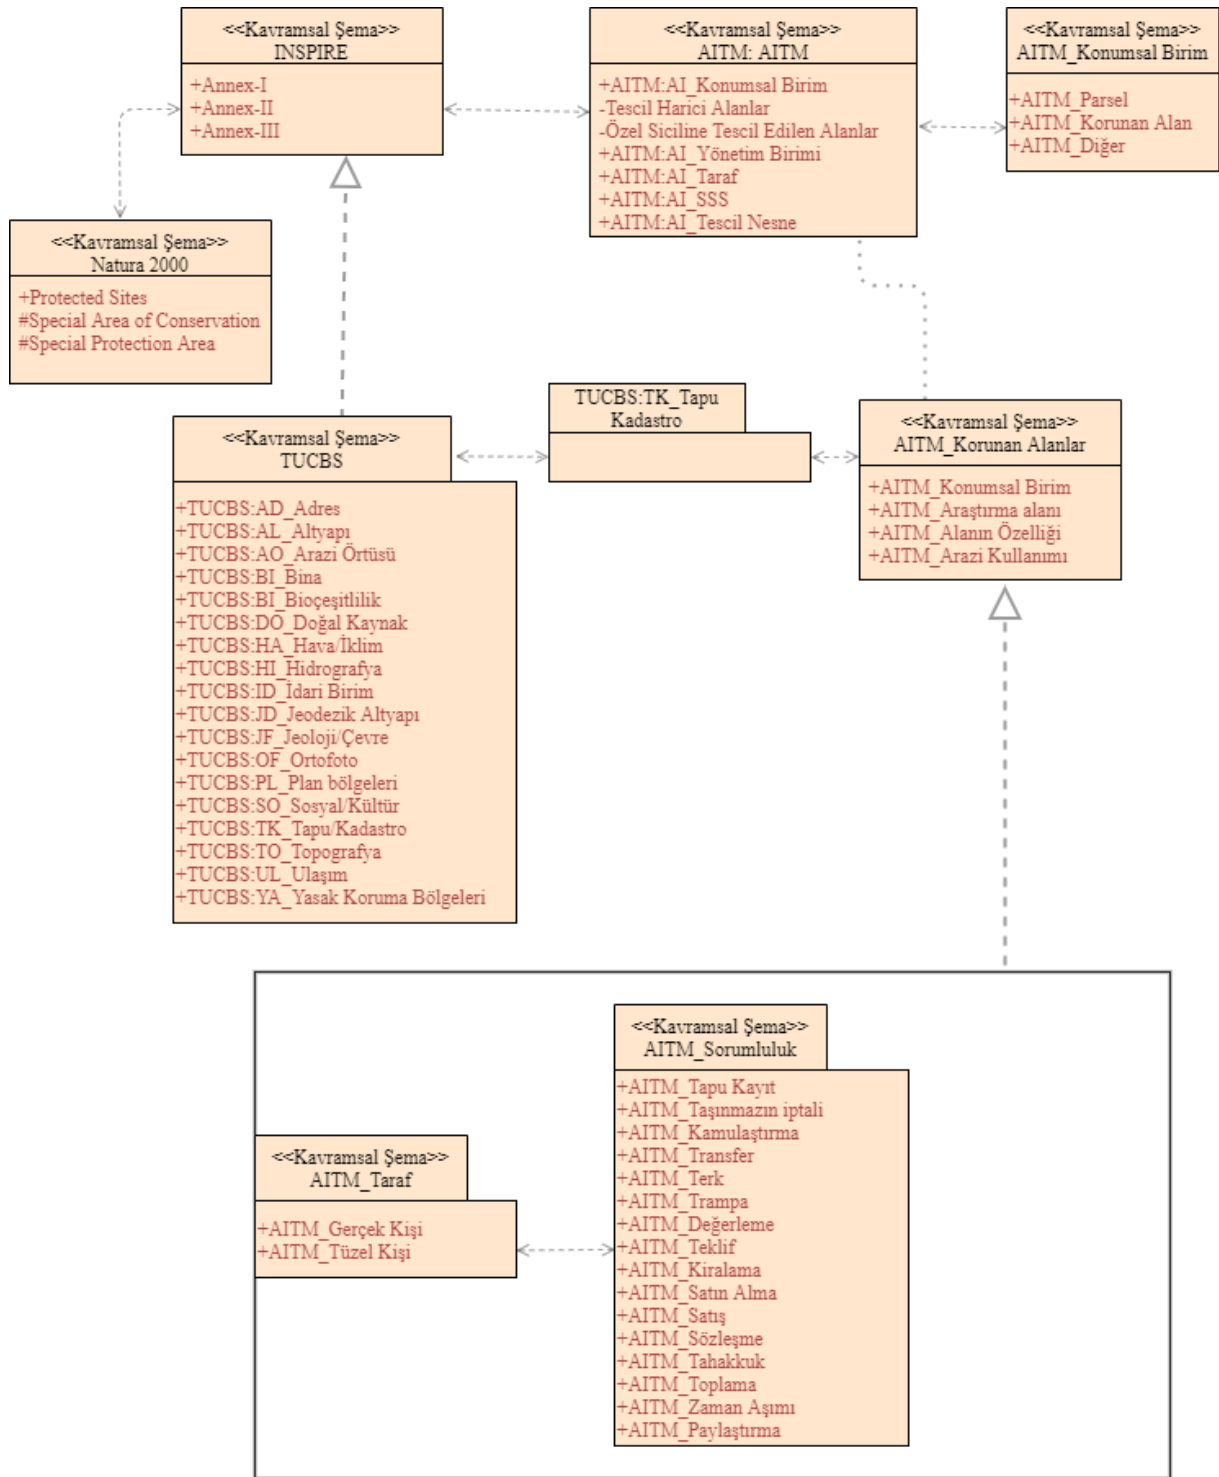 <<Kavramsal Şema>>
INSPIRE
+Annex-I
+Annex-II
+Annex-III
<<Kavramsal Şema>>
AITM: AITM
+AITM:AI_Konumsal Birim
-Tescil Harici Alanlar
-Özel Siciline Tescil Edilen Alanlar
+AITM:AI_Yönetim Birimi
+AITM:AI_Taraf
+AITM:AI_SSS
+AITM:AI_Tescil Nesne
<<Kavramsal Şema>>
AITM_Konumsal Birim
+AITM_Parsel
+AITM_Korunan Alan
+AITM_Diğer
<<Kavramsal Şema>>
Natura 2000
+Protected Sites
#Special Area of Conservation
#Special Protection Area
TUCBS:TK_Tapu
Kadastro
<<Kavramsal Şema>>
TUCBS
+TUCBS:AD_Adres
+TUCBS:AL_Altyapı
+TUCBS:AO_Arazi Örtüsü
+TUCBS:BI_Bina
+TUCBS:BI_Bioçeşitlilik
+TUCBS:DO_Doğal Kaynak
+TUCBS:HA_Hava/İklim
+TUCBS:HI_Hidrografya
+TUCBS:ID_İdari Birim
+TUCBS:JD_Jeodezik Altyapı
+TUCBS:JF_Jeoloji/Çevre
+TUCBS:OF_Ortofoto
+TUCBS:PL_Plan bölgeleri
+TUCBS:SO_Sosyal/Kültür
+TUCBS:TK_Tapu/Kadastro
+TUCBS:TO_Topografya
+TUCBS:UL_Ulaşım
+TUCBS:YA_Yasak Koruma Bölgeleri
<<Kavramsal Şema>>
AITM_Korunan Alanlar
+AITM_Konumsal Birim
+AITM_Araştırma alanı
+AITM_Alanın Özelliği
+AITM_Arazi Kullanımı
<<Kavramsal Şema>>
AITM_Sorumluluk
+AITM_Tapu Kayıt
+AITM_Taşınmazın iptali
+AITM_Kamulaştırma
+AITM_Transfer
+AITM_Terk
+AITM_Trampa
+AITM_Değerleme
+AITM_Teklif
+AITM_Kiralama
+AITM_Satın Alma
+AITM_Satış
+AITM_Sözleşme
+AITM_Tahakkuk
+AITM_Toplama
+AITM_Zaman Aşımı
+AITM_Paylaştırma
<<Kavramsal Şema>>
AITM_Taraf
+AITM_Gerçek Kişi
+AITM_Tüzel Kişi